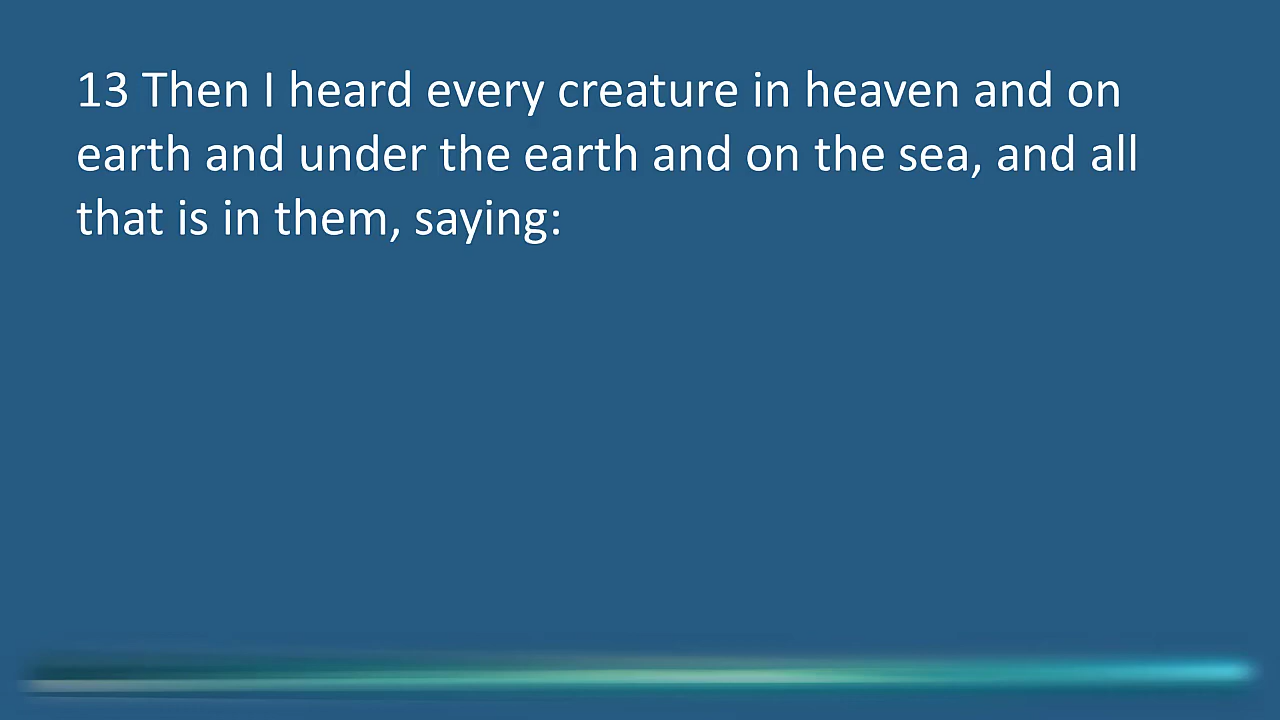 13 Then I heard every creature in heaven and on
earth and under the earth and on the sea, and all
that is in them, saying: